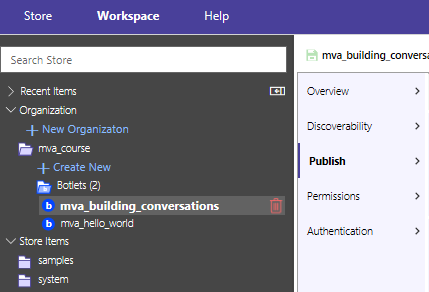 Store Workspace Help
Search Store
Recent Items
Organization
New Organizaton
mva_course
Create New
Botlets (2)
b mva_building_conversations
b mva_hello_world
Store Items
samples
system
mva_building_conversa
Overview
Discoverability
Publish
Permissions
Authentication